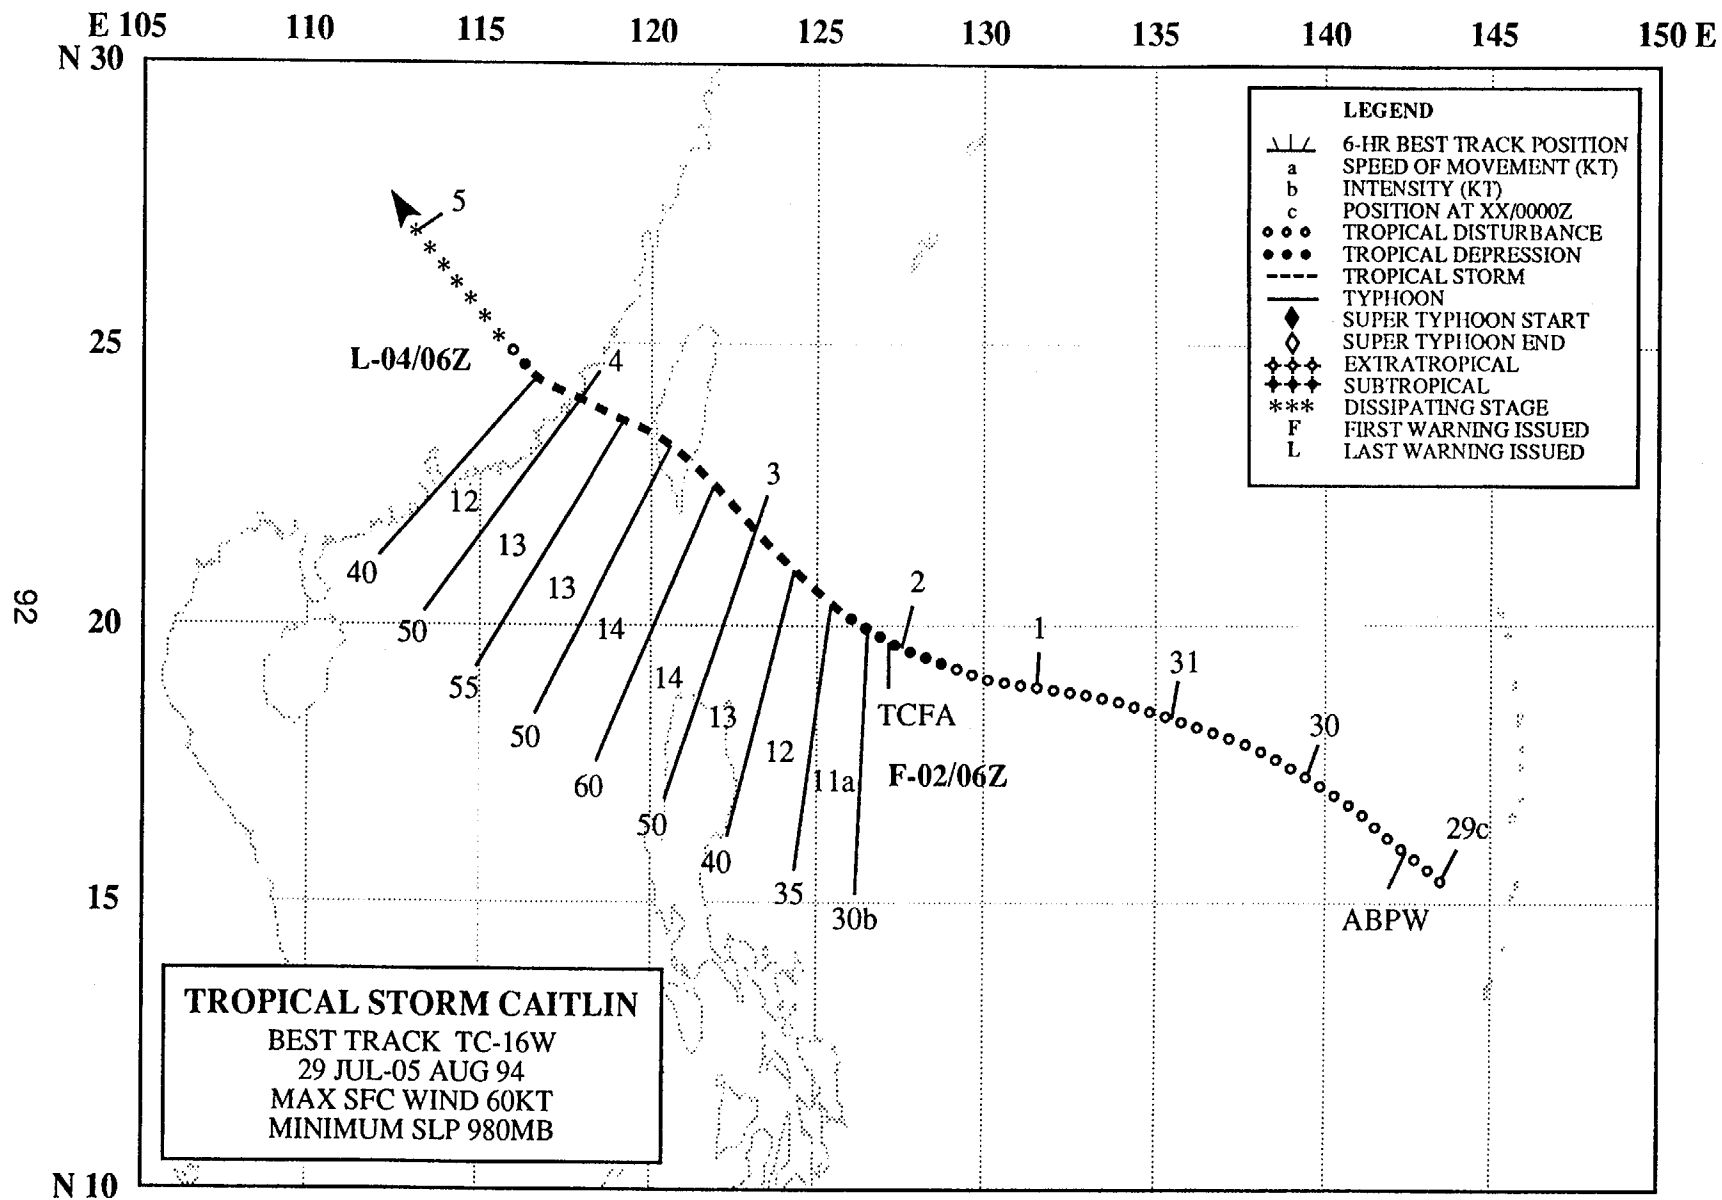 E 105 110 115 120 125 130 135 140 145 150 E
N 30
LEGEND
6-HR BEST TRACK POSITION
a SPEED OF MOVEMENT (KT)
b INTENSITY (KT)
c POSITION AT XX/0000Z
TROPICAL DISTURBANCE
TROPICAL DEPRESSION
TROPICAL STORM
TYPHOON
SUPER TYPHOON START
SUPER TYPHOON END
EXTRATROPICAL
SUBTROPICAL
*** DISSIPATING STAGE
F FIRST WARNING ISSUED
L LAST WARNING ISSUED
5
25
L-04/06Z
4
3
12
13
40
13
2
92
20
50
14
1
31
55
14
TCFA
50
13
30
12
F-02/06Z
60
11a
50
29c
40
15
35
30b
ABPW
TROPICAL STORM CAITLIN
BEST TRACK TC-16W
29 JUL-05 AUG 94
MAX SFC WIND 60KT
MINIMUM SLP 980MB
N 10